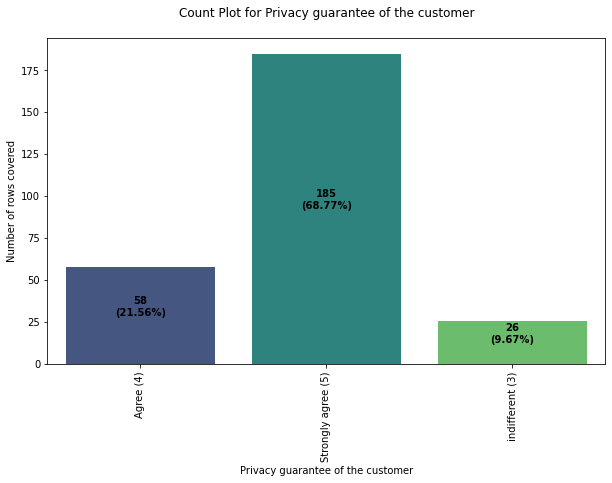 Count Plot for Privacy guarantee of the customer
Number of rows covered
175
150
125
100
75
50
25
0
58
(21.56%)
185
(68.77%)
26
(9.67%)
Agree (4)
Strongly agree (5)
indifferent (3)
Privacy guarantee of the customer